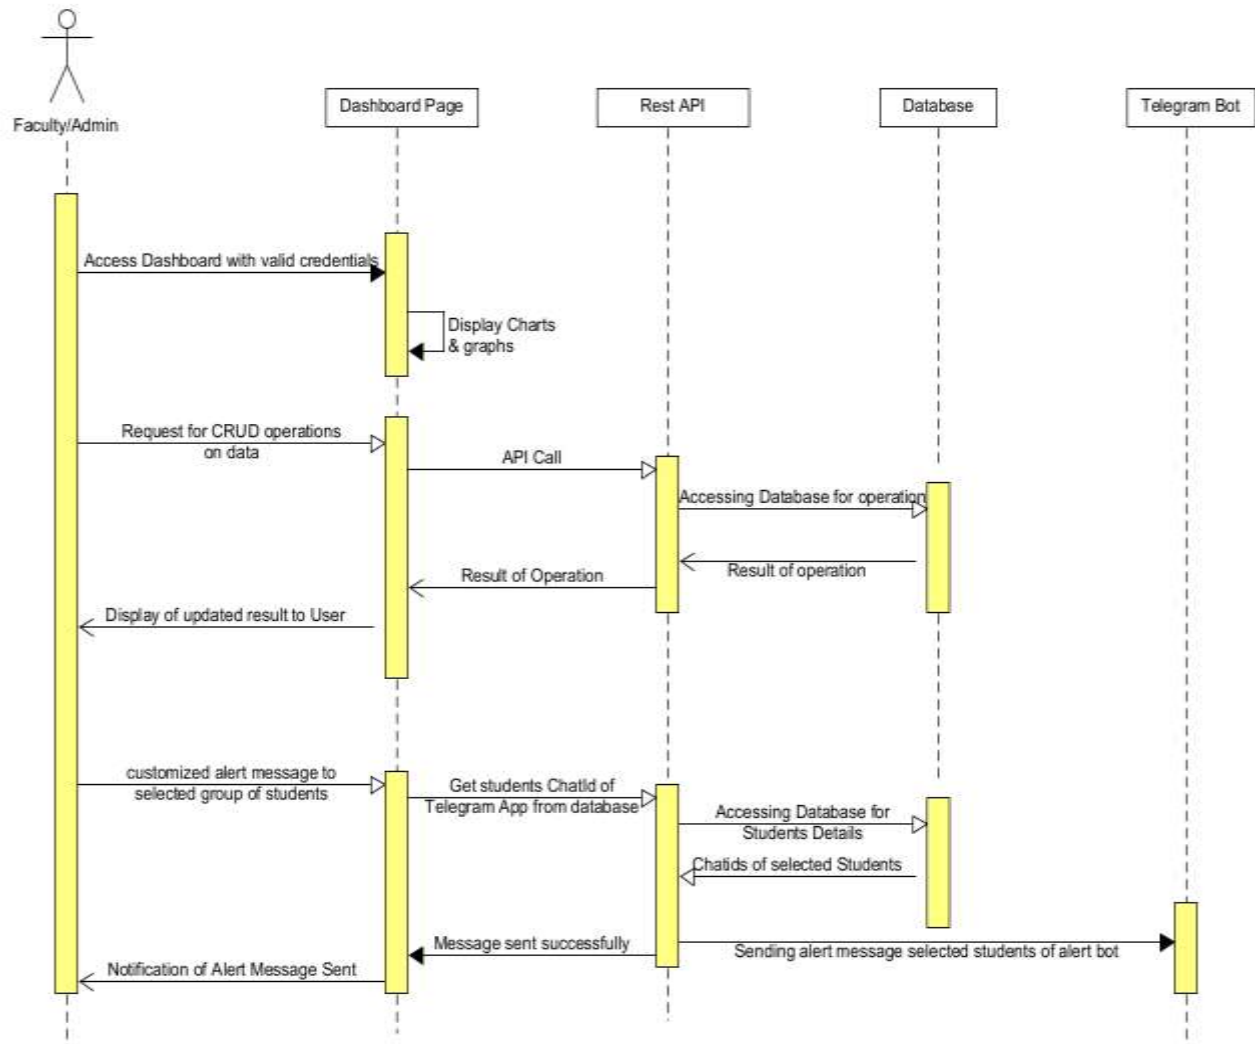 Faculty/Admin
Dashboard Page
Rest API
Database
Telegram Bot
Access Dashboard with valid credentials
Display Charts
& graphs
Request for CRUD operations
on data
API Call
Accessing Database for operation
Result of operation
Result of Operation
Display of updated result to User
customized alert message to
selected group of students
Get students ChatId of
Telegram App from database
Accessing Database for
Students Details
Chatids of selected Students
Message sent successfully
Sending alert message selected students of alert bot
Notification of Alert Message Sent